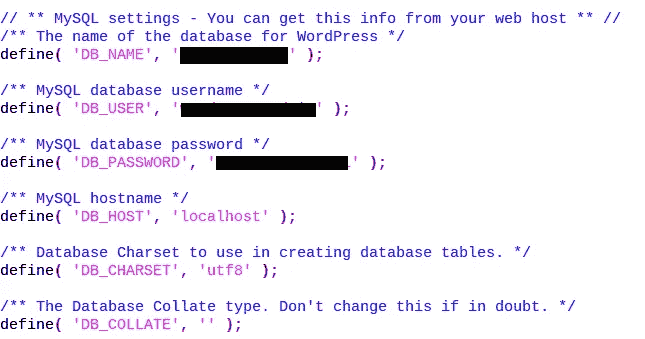 // ** MySQL settings - You can get this info from your web host ** //
/** The name of the database for WordPress */
define( 'DB_NAME', '' );
/** MySQL database username */
define( 'DB_USER', '' );
/** MySQL database password */
define( 'DB_PASSWORD', '' );
/** MySQL hostname */
define( 'DB_HOST', 'localhost' );
/** Database Charset to use in creating database tables. */
define( 'DB_CHARSET', 'utf8' );
/** The Database Collate type. Don't change this if in doubt. */
define( 'DB_COLLATE', '' );